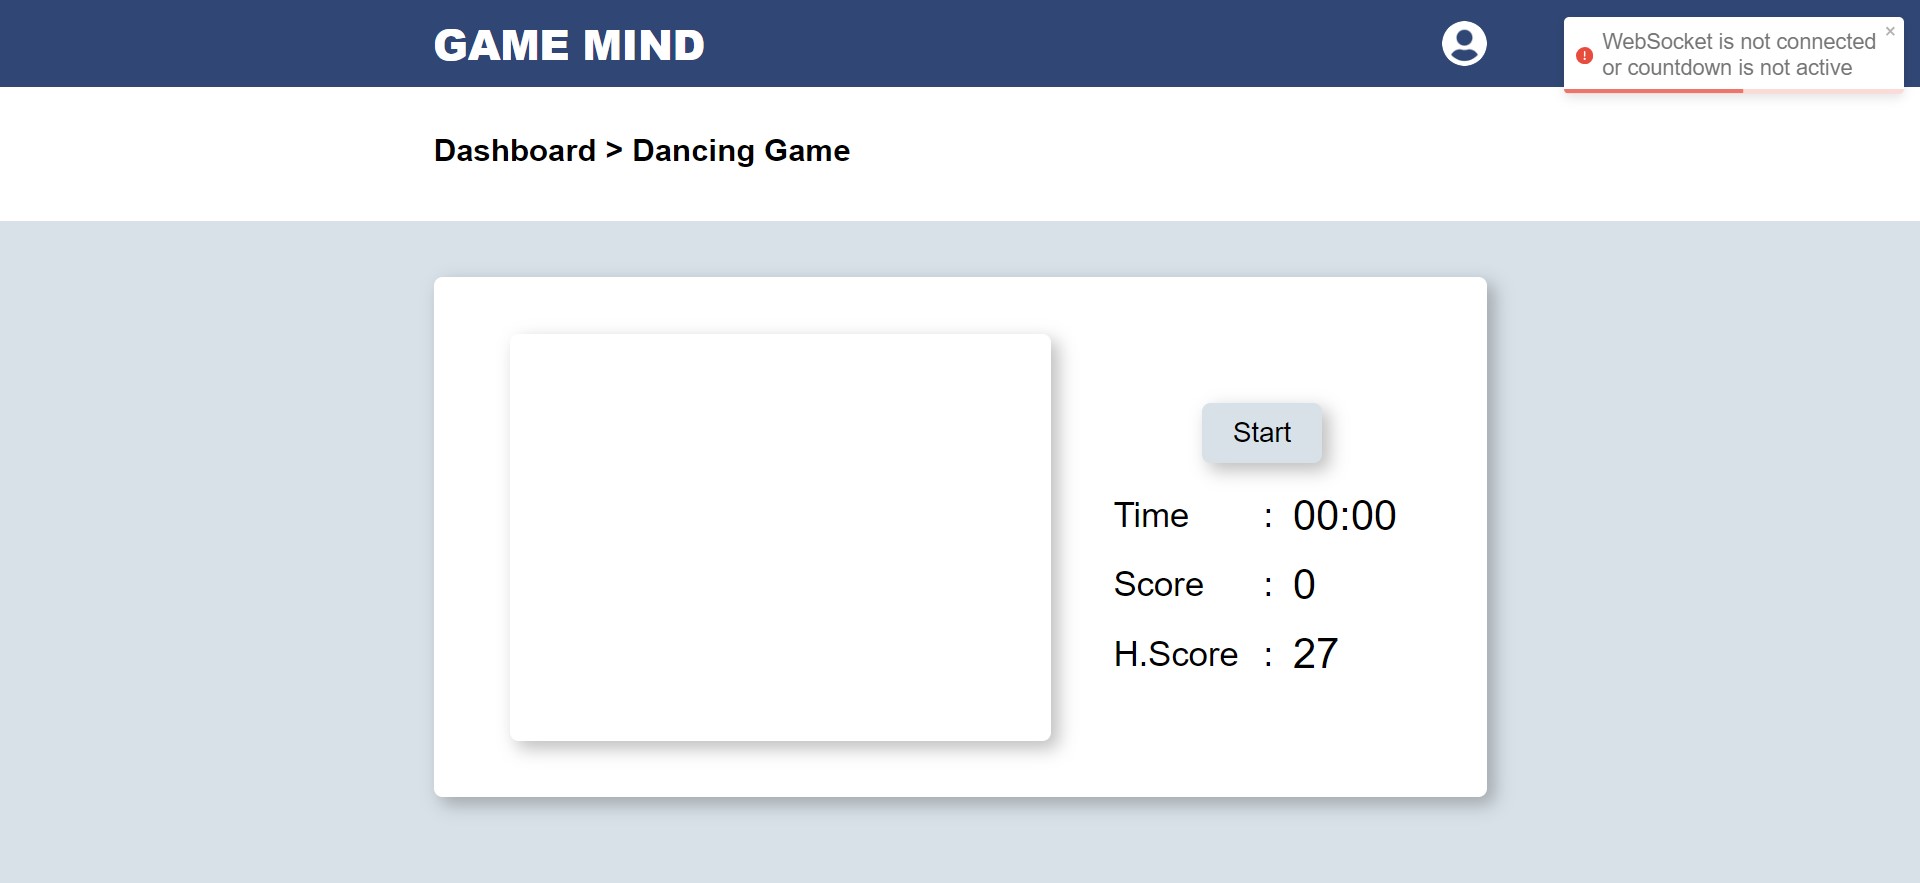 GAME MIND
WebSocket is not connected
or countdown is not active
×
Dashboard > Dancing Game
Start
Time : 00:00
Score : 0
H.Score : 27